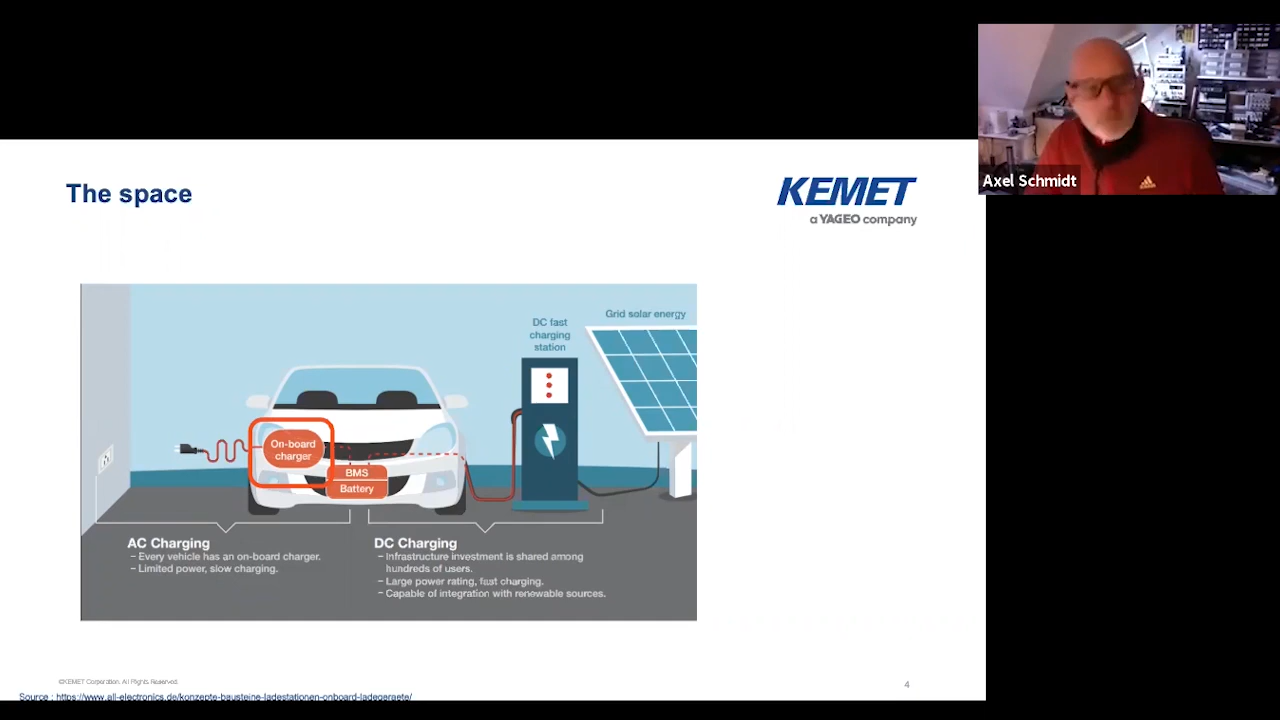 Axel Schmidt
The space
KEMET
a YAGEO company
Grid solar energy
DC fast
charging
station
On-board
charger
BMS
Battery
AC Charging
– Every vehicle has an on-board charger.
– Limited power, slow charging.
DC Charging
– Infrastructure investment is shared among
hundreds of users.
– Large power rating, fast charging.
– Capable of integration with renewable sources.
©KEMET Corporation. All Rights Reserved.
4
Source : https://www.all-electronics.de/konzepte-bausteine-ladestationen-onboard-ladegeraete/